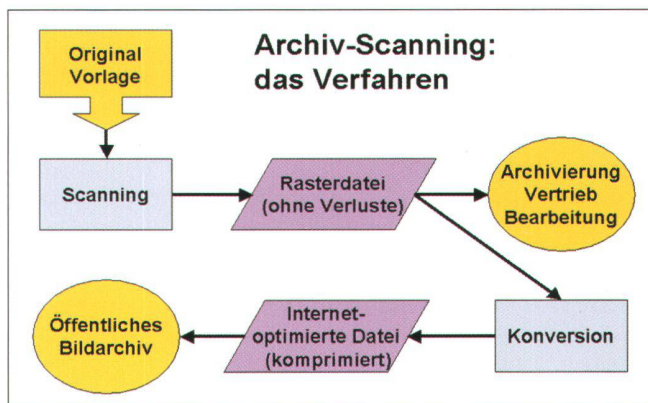 Archiv-Scanning:
das Verfahren
Original
Vorlage
Scanning
Rasterdatei
(ohne Verluste)
Archivierung
Vertrieb
Bearbeitung
Öffentliches
Bildarchiv
Internet-
optimierte Datei
(komprimiert)
Konversion